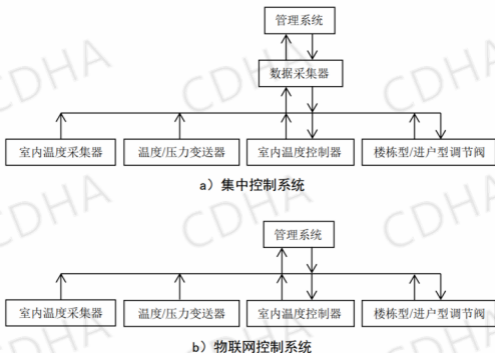 管理系统
数据采集器
室内温度采集器 温度/压力变送器 室内温度控制器 楼栋型/进户型调节阀
a）集中控制系统
管理系统
室内温度采集器 温度/压力变送器 室内温度控制器 楼栋型/进户型调节阀
b）物联网控制系统
CDHA
CDHA
CDHA
CDHA
CDHA
CDHA